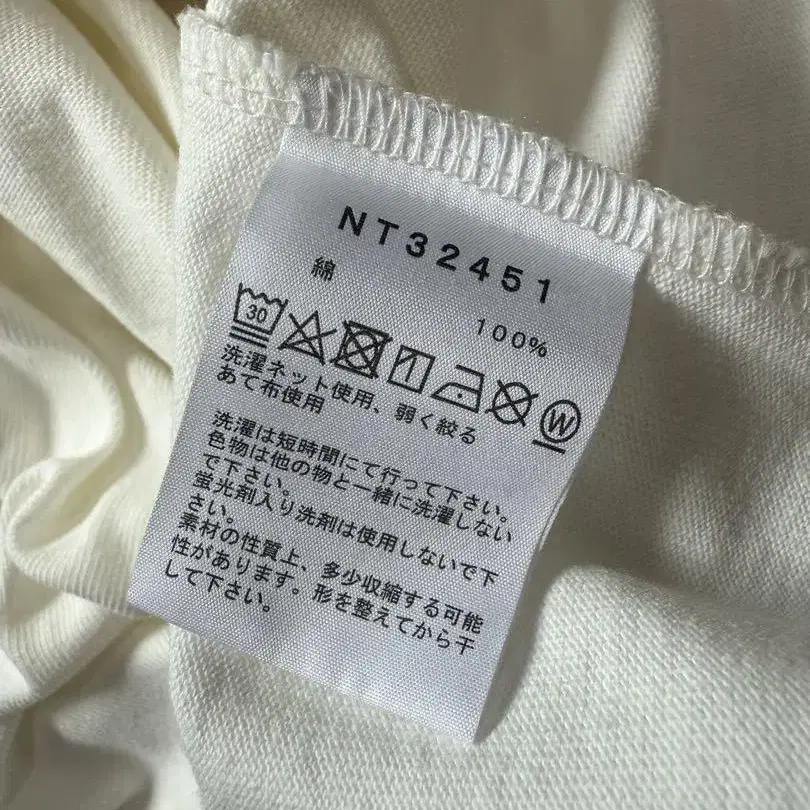 NT32451
綿
100%
30
W
洗濯ネット使用、弱く絞る
あて布使用
洗濯は短時間にて行って下さい。
色物は他の物と一緒に洗濯しない
で下さい。
蛍光剤入り洗剤は使用しないで下
さい。
素材の性質上、多少収縮する可能
性があります。形を整えてから干
して下さい。